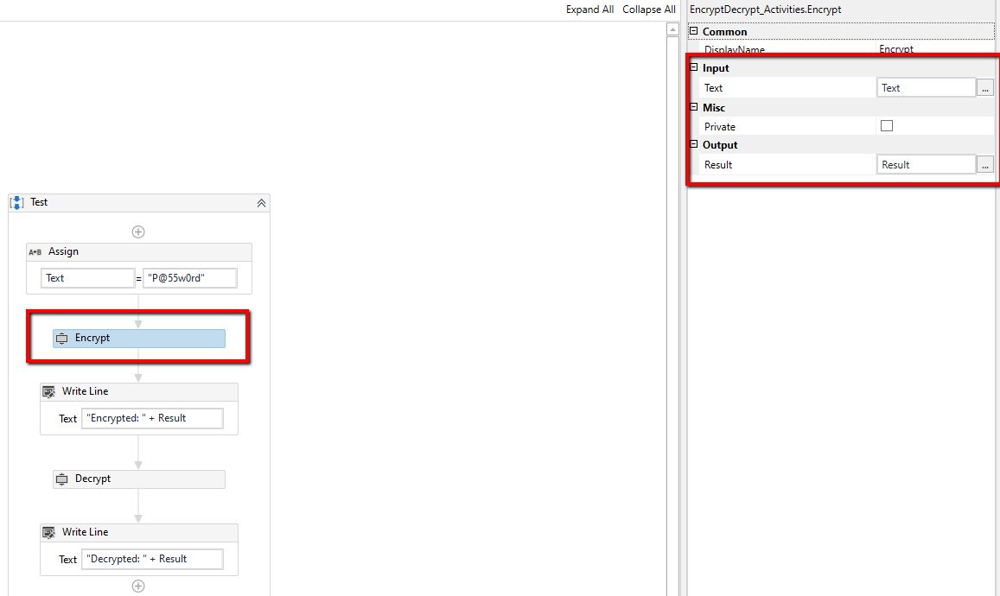 Expand All Collapse All
EncryptDecrypt_Activities.Encrypt
Common
DisplayName Encrypt
Input
Text Text ...
Misc
Private
Output
Result Result ...
Test
A+B Assign
Text = "P@55w0rd"
Encrypt
Write Line
Text "Encrypted: " + Result
Decrypt
Write Line
Text "Decrypted: " + Result